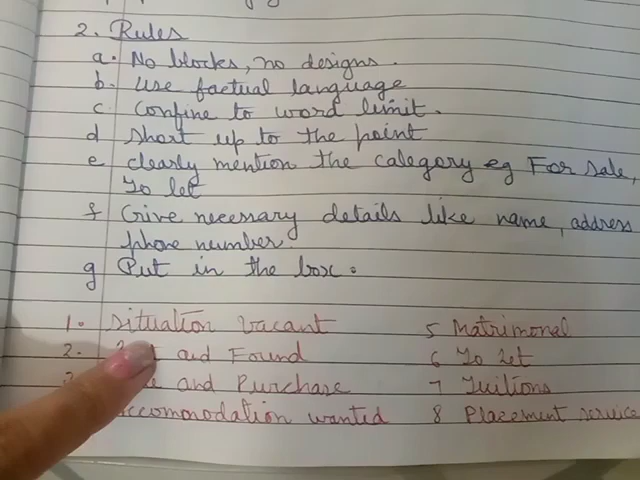 2. Rules
a. No blocks, no designs.
b. Use factual language
c. Confine to word limit.
d Short up to the point
e clearly mention the category eg For sale,
To let
f Give necessary details like name, address
phone number.
g Put in the box.
1. Situation Vacant
2. and Found
and Purchase
accomodation wanted
5 Matrimonel
6 To Let
7 Tuitions
8 Placement service